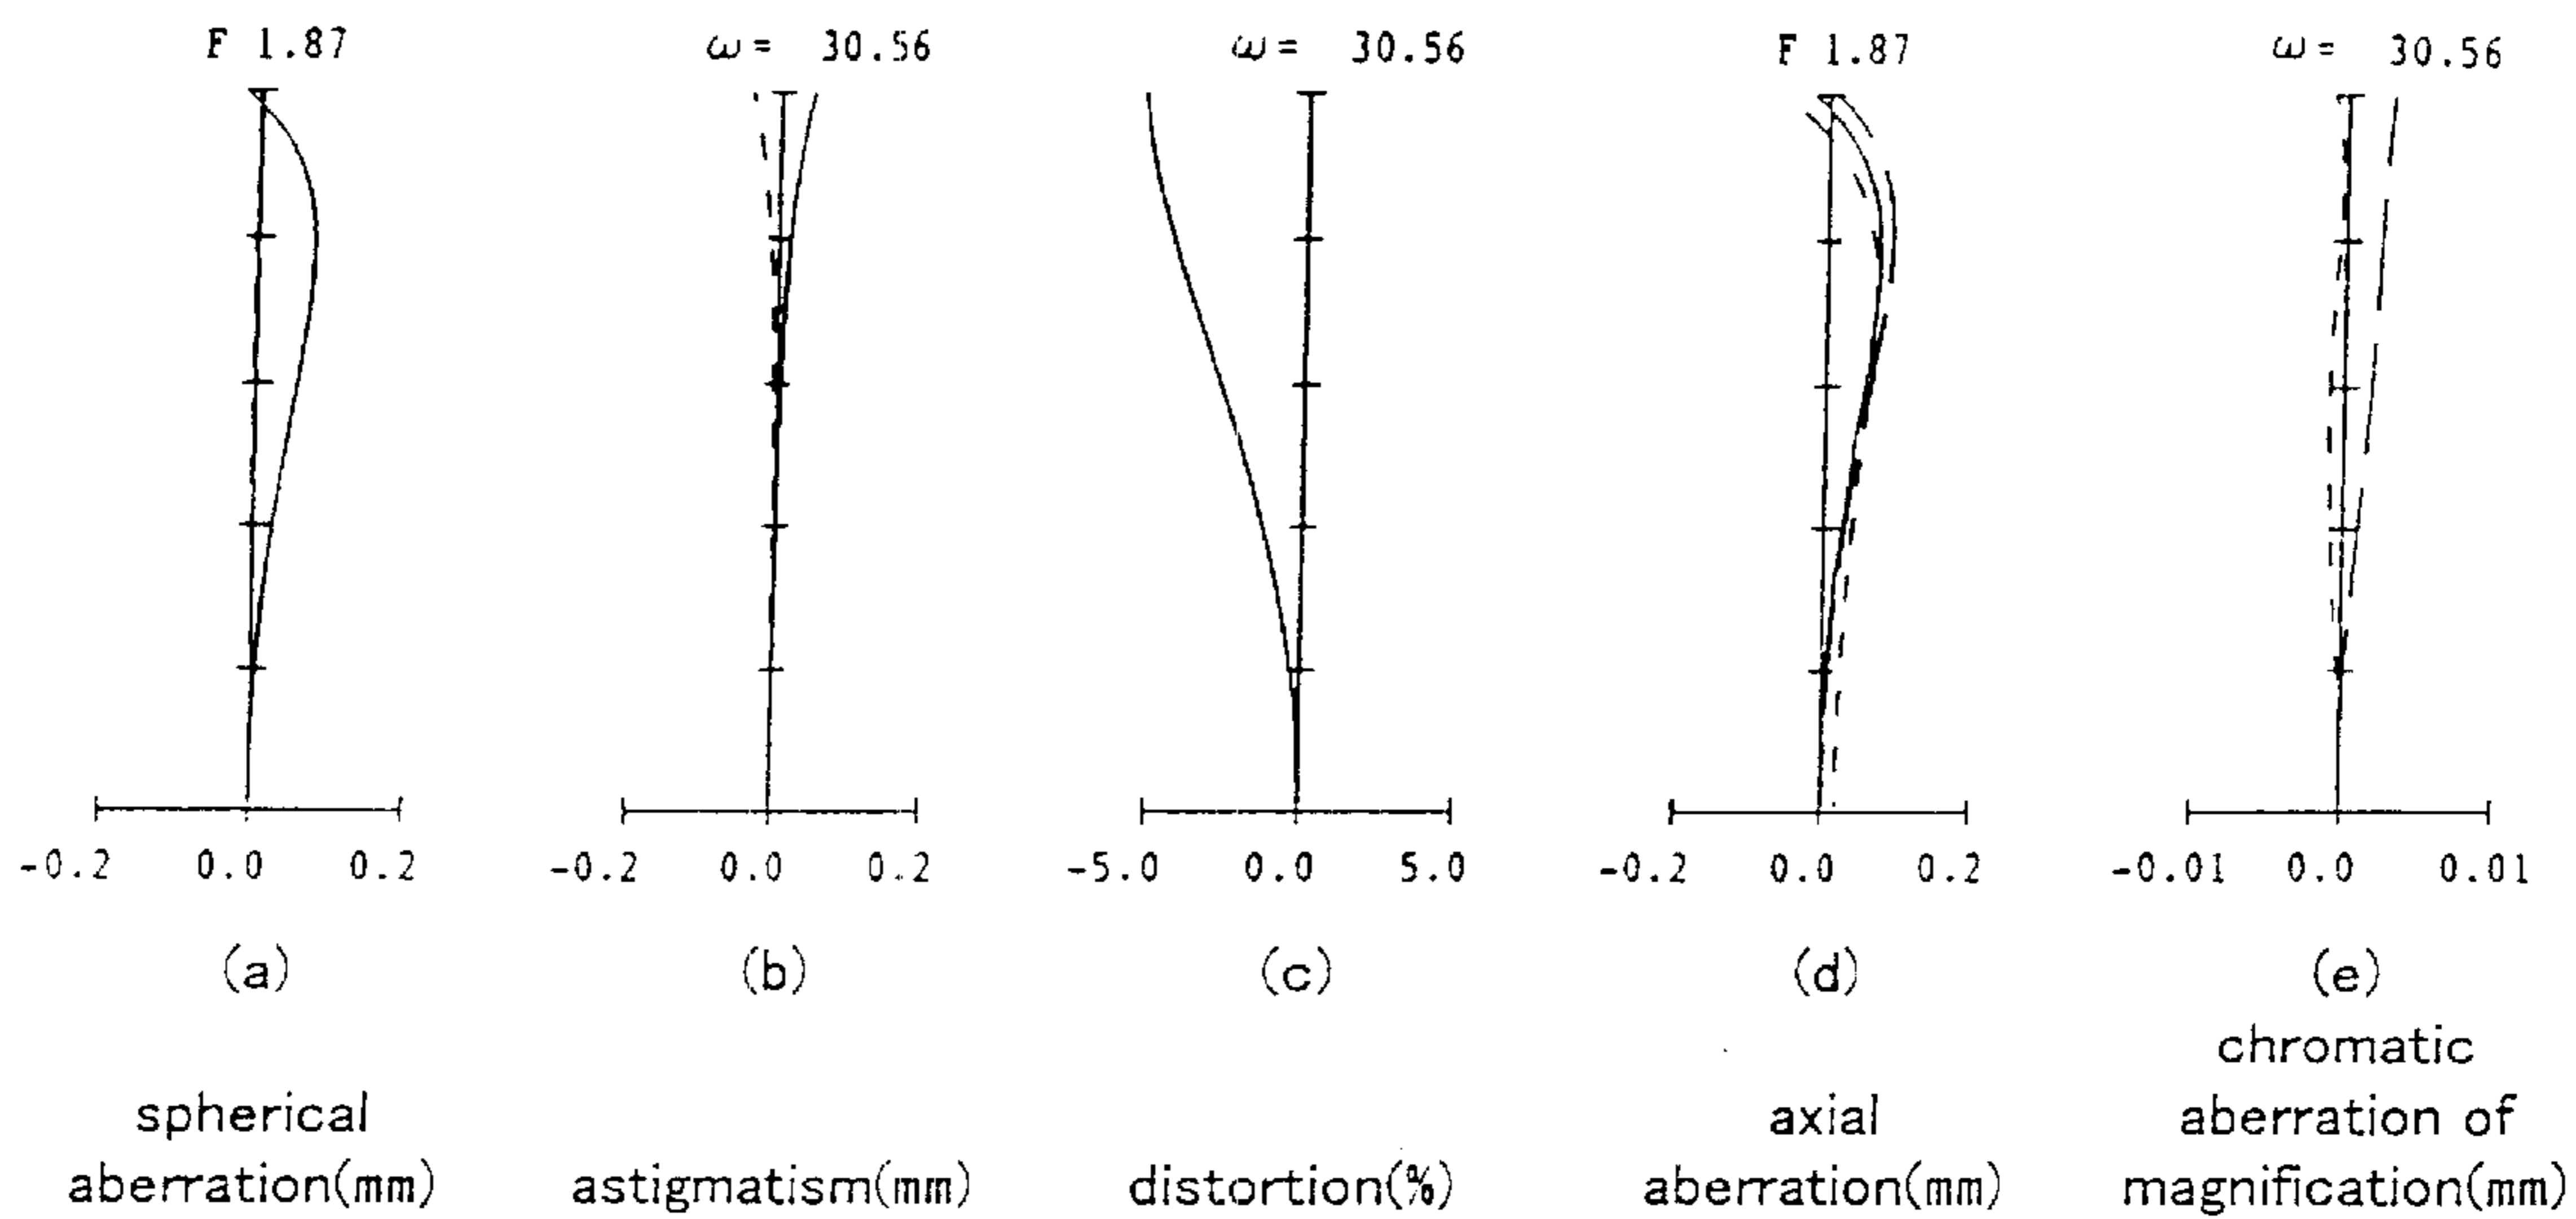 F 1.87
ω= 30.56
ω= 30.56
F 1.87
ω= 30.56
-0.2 0.0 0.2
-0.2 0.0 0.2
-5.0 0.0 5.0
-0.2 0.0 0.2
-0.01 0.0 0.01
(a)
(b)
(c)
(d)
(e)
spherical
aberration(mm)
astigmatism(mm)
distortion(%)
axial
aberration(mm)
chromatic
aberration of
magnification(mm)